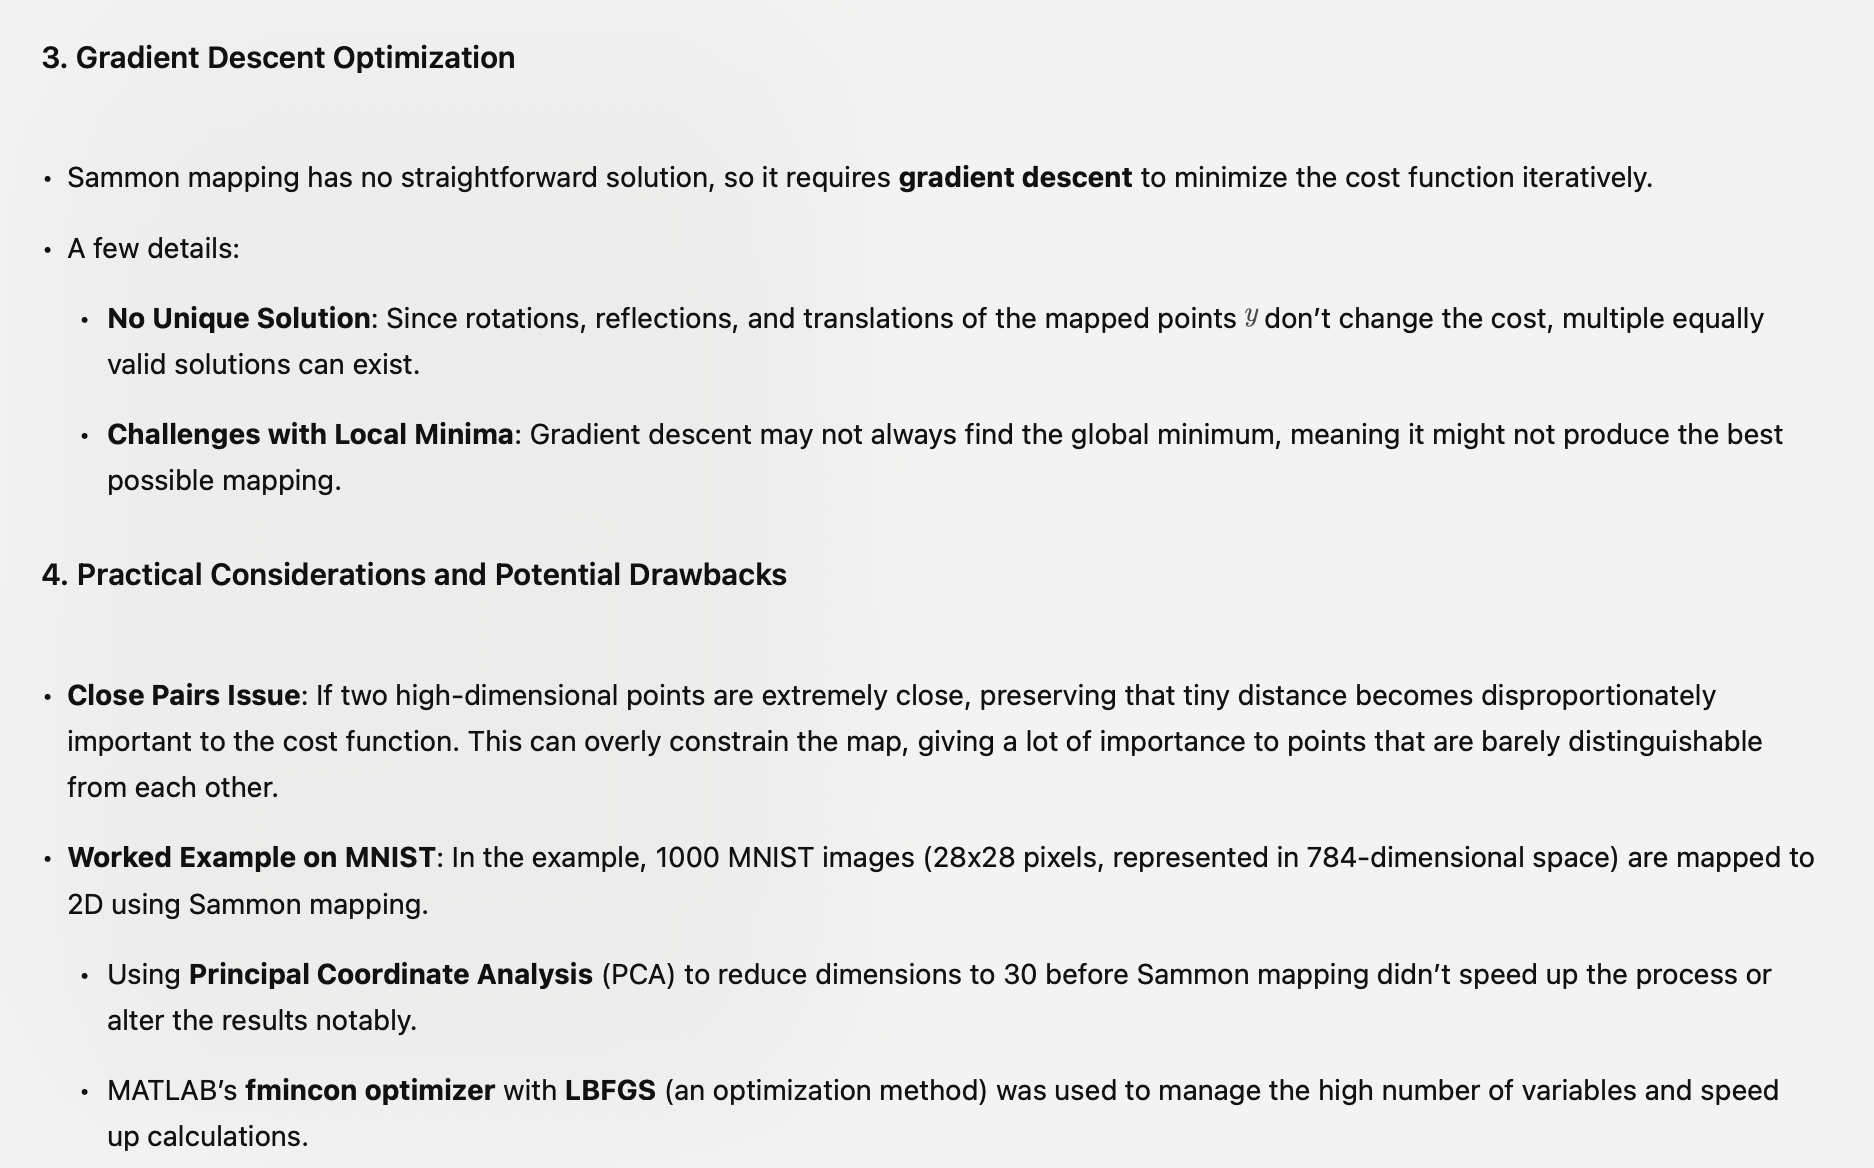 3. Gradient Descent Optimization
• Sammon mapping has no straightforward solution, so it requires gradient descent to minimize the cost function iteratively.
• A few details:
• No Unique Solution: Since rotations, reflections, and translations of the mapped points y don’t change the cost, multiple equally
valid solutions can exist.
• Challenges with Local Minima: Gradient descent may not always find the global minimum, meaning it might not produce the best
possible mapping.
4. Practical Considerations and Potential Drawbacks
• Close Pairs Issue: If two high-dimensional points are extremely close, preserving that tiny distance becomes disproportionately
important to the cost function. This can overly constrain the map, giving a lot of importance to points that are barely distinguishable
from each other.
• Worked Example on MNIST: In the example, 1000 MNIST images (28x28 pixels, represented in 784-dimensional space) are mapped to
2D using Sammon mapping.
• Using Principal Coordinate Analysis (PCA) to reduce dimensions to 30 before Sammon mapping didn’t speed up the process or
alter the results notably.
• MATLAB’s fmincon optimizer with LBFGS (an optimization method) was used to manage the high number of variables and speed
up calculations.